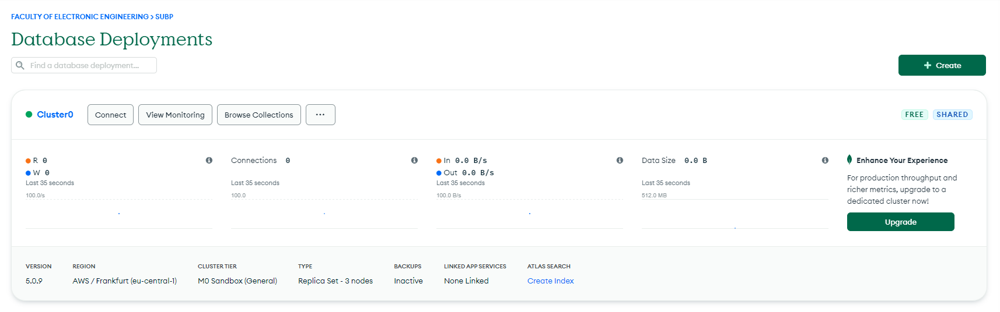 FACULTY OF ELECTRONIC ENGINEERING > SUBP
Database Deployments
Find a database deployment...
+ Create
Cluster0
Connect
View Monitoring
Browse Collections
...
FREE
SHARED
R 0
W 0
Last 35 seconds
100.0/s
Connections 0
Last 35 seconds
100.0
In 0.0 B/s
Out 0.0 B/s
Last 35 seconds
100.0 B/s
Data Size 0.0 B
Last 35 seconds
512.0 MB
Enhance Your Experience
For production throughput and
richer metrics, upgrade to a
dedicated cluster now!
Upgrade
VERSION
5.0.9
REGION
AWS / Frankfurt (eu-central-1)
CLUSTER TIER
M0 Sandbox (General)
TYPE
Replica Set - 3 nodes
BACKUPS
Inactive
LINKED APP SERVICES
None Linked
ATLAS SEARCH
Create Index